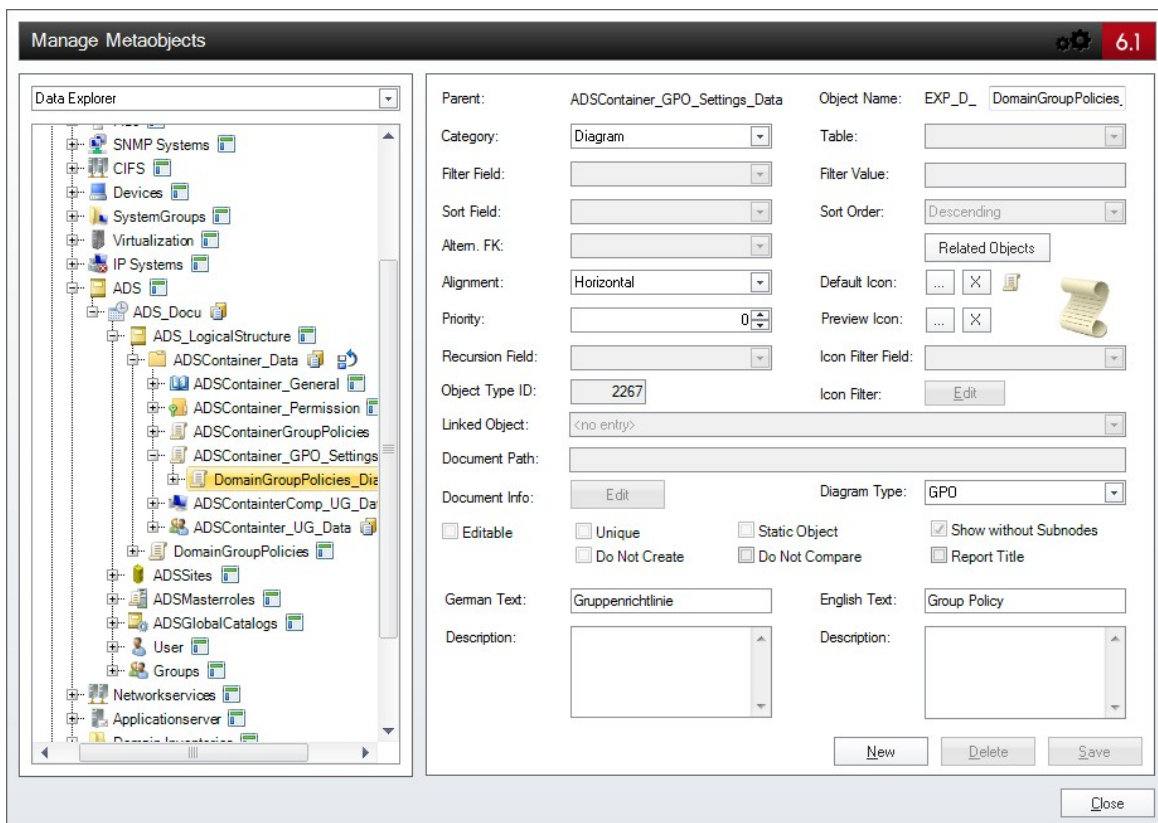 Manage Metaobjects
6.1
Data Explorer
SNMP Systems
CIFS
Devices
SystemGroups
Virtualization
IP Systems
ADS
ADS_Docu
ADS_LogicalStructure
ADSContainer_Data
ADSContainer_General
ADSContainer_Permission
ADSContainerGroupPolicies
ADSContainer_GPO_Settings
DomainGroupPolicies_Dia
ADSContainterComp_UG_Da
ADSContainter_UG_Data
DomainGroupPolicies
ADSSites
ADSMasterroles
ADSGlobalCatalogs
User
Groups
Networkservices
Applicationserver
Domain Inventories
Parent: ADSContainer_GPO_Settings_Data Object Name: EXP_D_ DomainGroupPolicies_
Category: Diagram Table:
Filter Field: Filter Value:
Sort Field: Sort Order: Descending
Altern. FK: Related Objects
Alignment: Horizontal Default Icon: ... X
Priority: 0 Preview Icon: ... X
Recursion Field: Icon Filter Field:
Object Type ID: 2267 Icon Filter: Edit
Linked Object: <no entry>
Document Path:
Document Info: Edit Diagram Type: GPO
Editable Unique Static Object Show without Subnodes
Do Not Create Do Not Compare Report Title
German Text: Gruppenrichtlinie English Text: Group Policy
Description: Description:
New Delete Save
Close